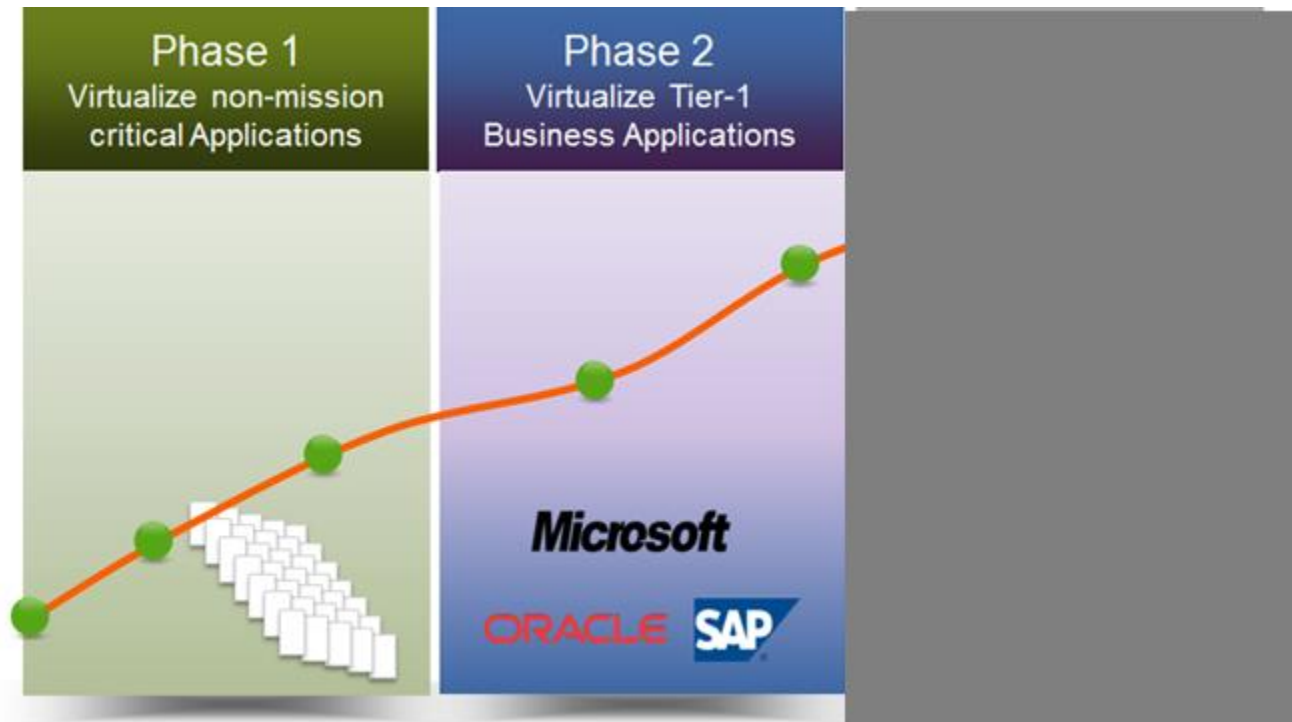 Phase 1
Virtualize non-mission
critical Applications
Phase 2
Virtualize Tier-1
Business Applications
Microsoft
ORACLE
SAP